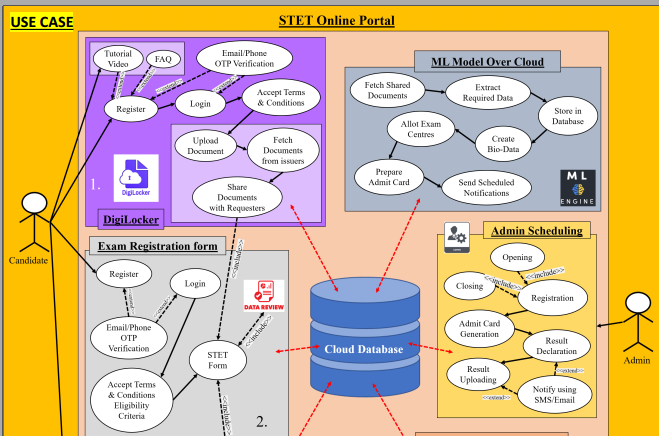 USE CASE
STET Online Portal
Tutorial
Video
FAQ
Email/Phone
OTP Verification
Register
Login
Accept Terms
& Conditions
Upload
Document
Fetch
Documents
from issuers
Share
Documents
with Requesters
1.
DigiLocker
DigiLocker
ML Model Over Cloud
Fetch Shared
Documents
Extract
Required Data
Store in
Database
Allot Exam
Centres
Create
Bio-Data
Prepare
Admit Card
Send Scheduled
Notifications
M L
ENGINE
Candidate
Exam Registration form
Register
Login
Email/Phone
OTP
Verification
Accept Terms
& Conditions
Eligibility
Criteria
STET
Form
<<include>>
DATA REVIEW
<<include>>
<<include>>
2.
Cloud Database
Admin Scheduling
Opening
<<include>>
Closing
<<include>>
Registration
Admit Card
Generation
Result
Declaration
Result
Uploading
<<extend>>
<<extend>>
Notify using
SMS/Email
Admin